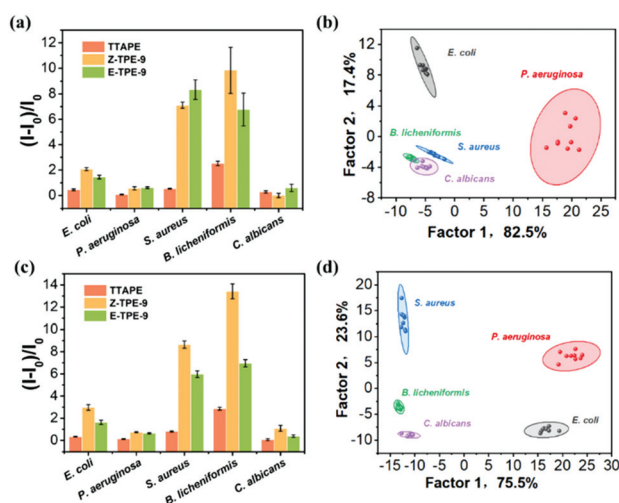 (a)
TTAPE
Z-TPE-9
E-TPE-9
(I-I0)/I0
12
10
8
6
4
2
0
E. coli
P. aeruginosa
S. aureus
B. licheniformis
C. albicans
(b)
E. coli
P. aeruginosa
B. licheniformis
S. aureus
C. albicans
Factor 2, 17.4%
12
8
4
0
-4
-8
-10 -5 0 5 10 15 20 25
Factor 1, 82.5%
(c)
TTAPE
Z-TPE-9
E-TPE-9
(I-I0)/I0
14
12
10
8
6
4
2
0
E. coli
P. aeruginosa
S. aureus
B. licheniformis
C. albicans
(d)
S. aureus
P. aeruginosa
B. licheniformis
C. albicans
E. coli
Factor 2, 23.6%
20
15
10
5
0
-5
-10
-15 -10 -5 0 5 10 15 20 25 30
Factor 1, 75.5%